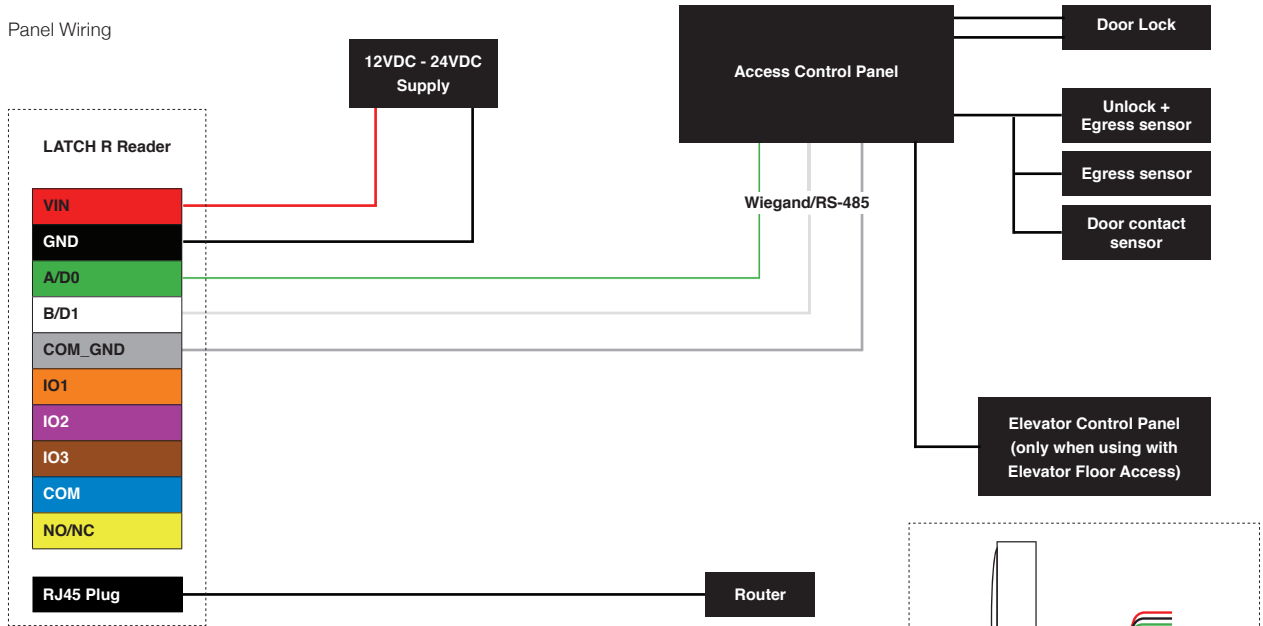 Panel Wiring
12VDC - 24VDC
Supply
Access Control Panel
Door Lock
Unlock +
Egress sensor
Egress sensor
Door contact
sensor
LATCH R Reader
VIN
GND
A/D0
B/D1
COM_GND
IO1
IO2
IO3
COM
NO/NC
RJ45 Plug
Wiegand/RS-485
Elevator Control Panel
(only when using with
Elevator Floor Access)
Router